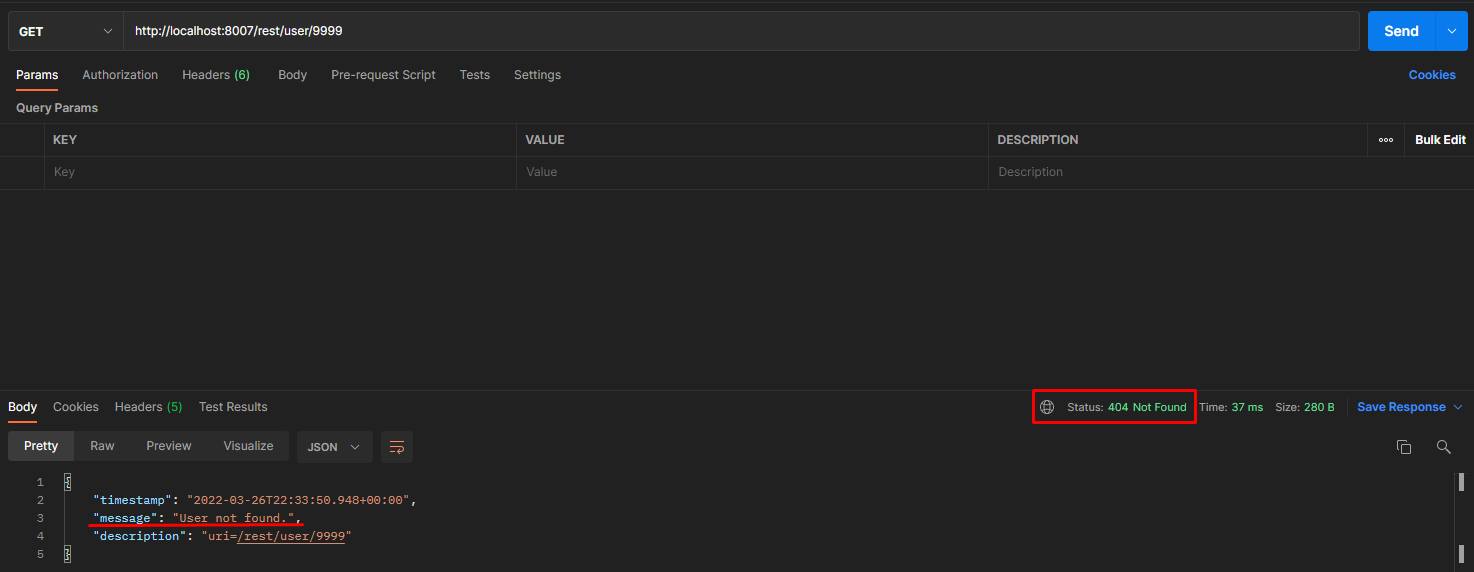 GET http://localhost:8007/rest/user/9999 Send
Params Authorization Headers (6) Body Pre-request Script Tests Settings Cookies
Query Params
KEY VALUE DESCRIPTION ooo Bulk Edit
Key Value Description
Body Cookies Headers (5) Test Results Status: 404 Not Found Time: 37 ms Size: 280 B Save Response
Pretty Raw Preview Visualize JSON
1 {
2 "timestamp": "2022-03-26T22:33:50.948+00:00",
3 "message": "User not found.",
4 "description": "uri=/rest/user/9999"
5 }